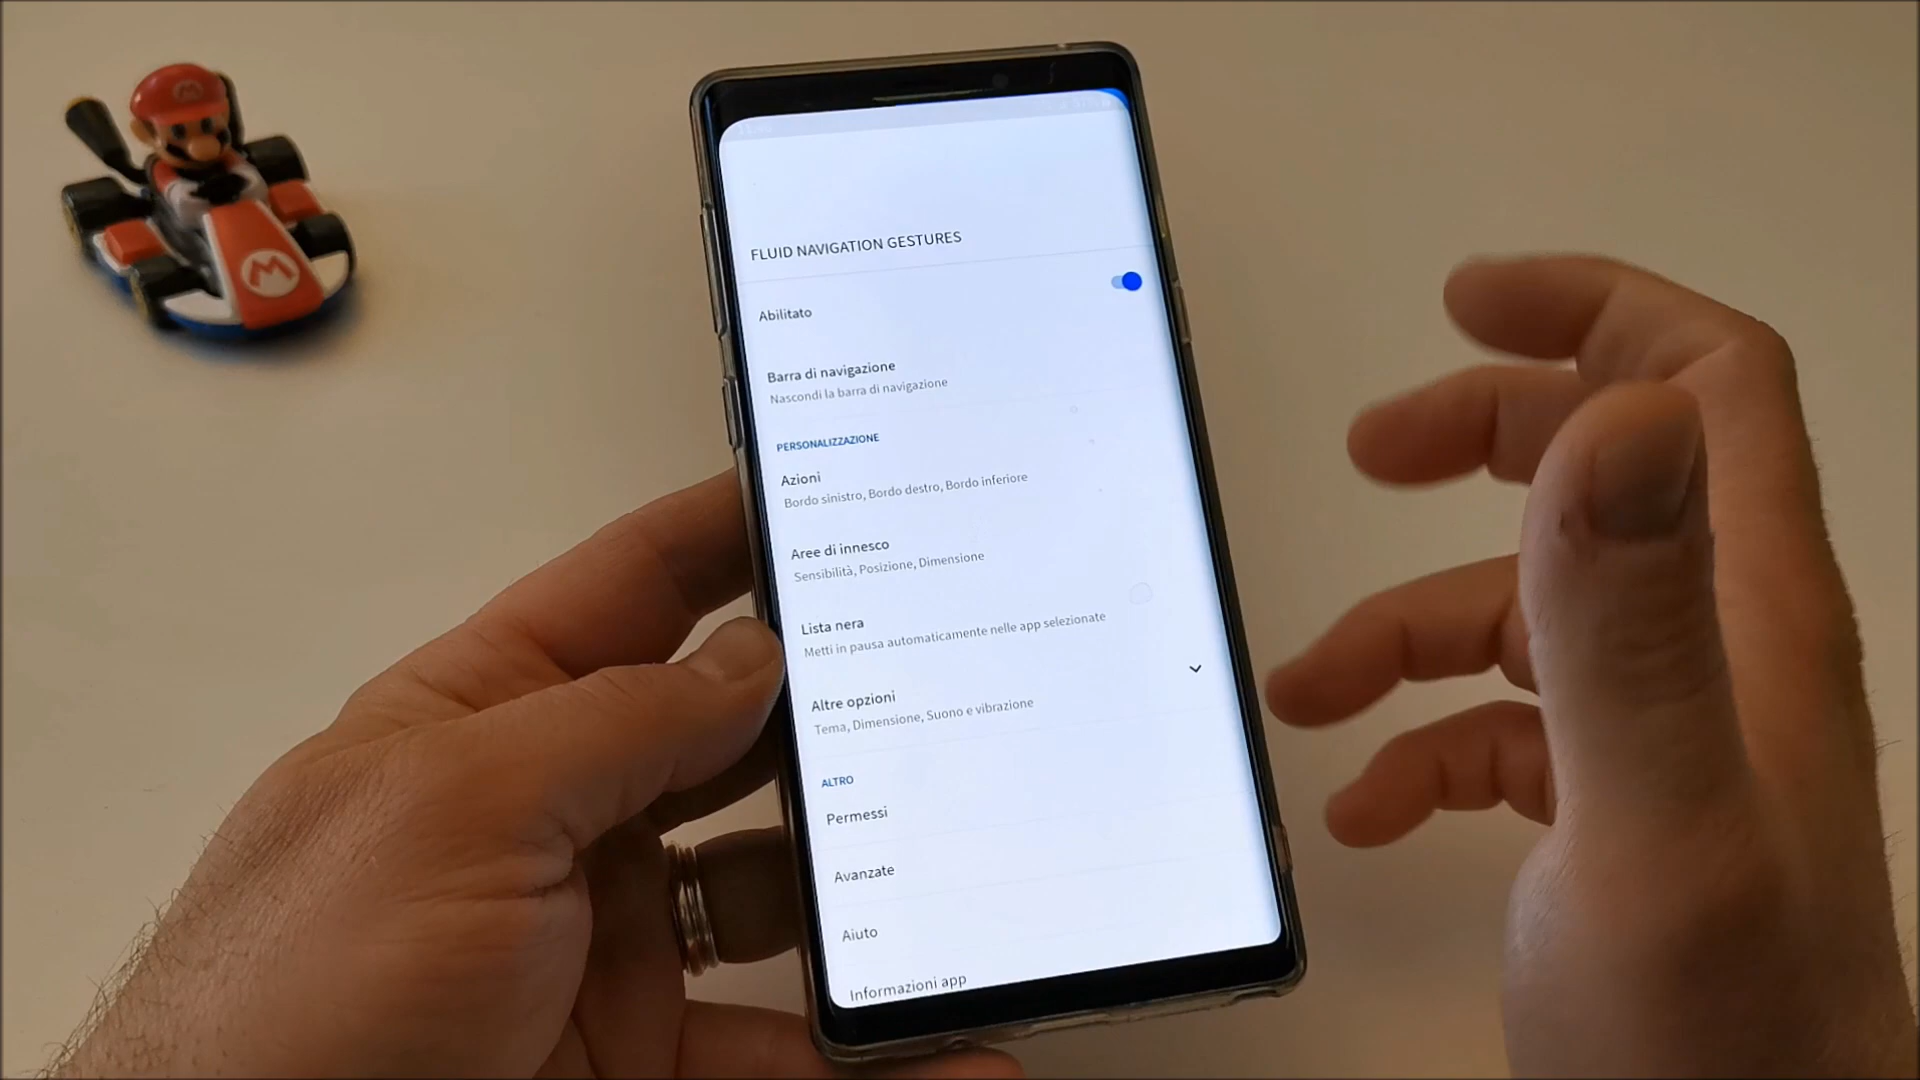 FLUID NAVIGATION GESTURES
Abilitato
Barra di navigazione
Nascondi la barra di navigazione
PERSONALIZZAZIONE
Azioni
Bordo sinistro, Bordo destro, Bordo inferiore
Aree di innesco
Sensibilità, Posizione, Dimensione
Lista nera
Metti in pausa automaticamente nelle app selezionate
Altre opzioni
Tema, Dimensione, Suono e vibrazione
ALTRO
Permessi
Avanzate
Aiuto
Informazioni app
M
M